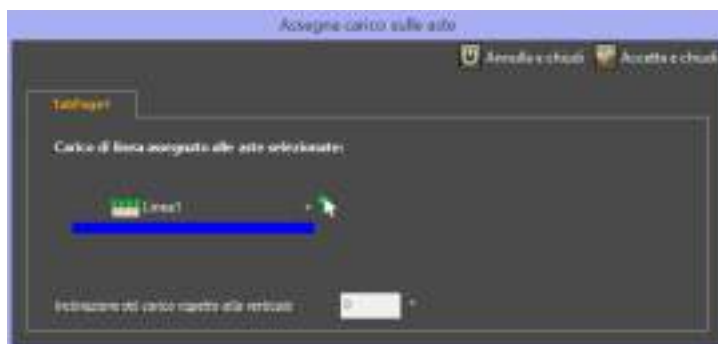 Assegna carico sulle aste
Annulla e chiudi Accetta e chiudi
TabPage1
Carico di linea assegnato alle aste selezionate:
Linea1
Inclinazione del carico rispetto alla verticale
0 °